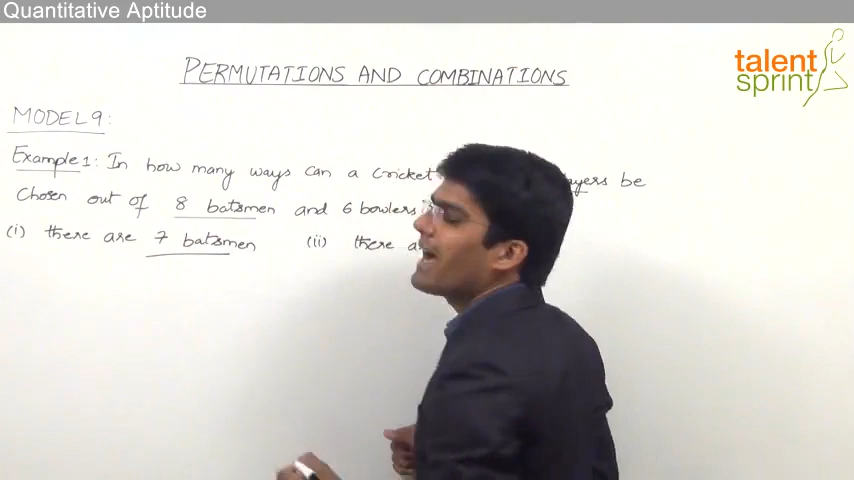 Quantitative Aptitude
talent
sprint
PERMUTATIONS AND COMBINATIONS
MODEL 9:
Example 1: In how many ways can a Cricket be
Chosen out of 8 batsmen and 6 bowlers
(i) there are 7 batsmen (ii) there